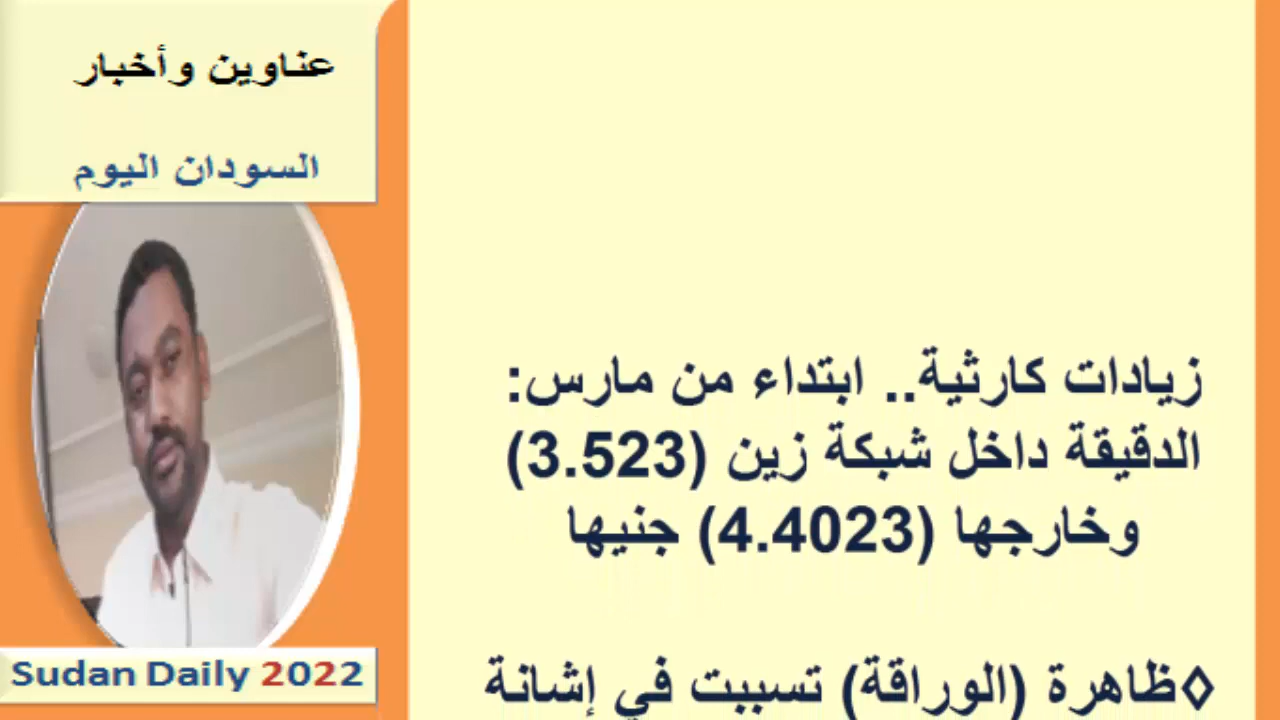 عناوين وأخبار
السودان اليوم
Sudan Daily 2022
زيادات كارثية.. ابتداء من مارس:
الدقيقة داخل شبكة زين (3.523)
وخارجها (4.4023) جنيها
◊ظاهرة (الوراقة) تسببت في إشانة